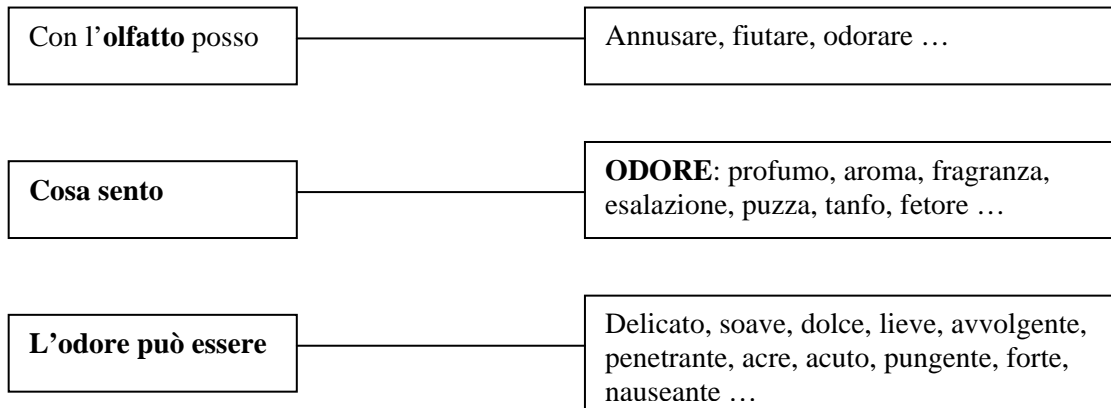 Con l’olfatto posso
Annusare, fiutare, odorare …
Cosa sento
ODORE: profumo, aroma, fragranza,
esalazione, puzza, tanfo, fetore …
L’odore può essere
Delicato, soave, dolce, lieve, avvolgente,
penetrante, acre, acuto, pungente, forte,
nauseante …